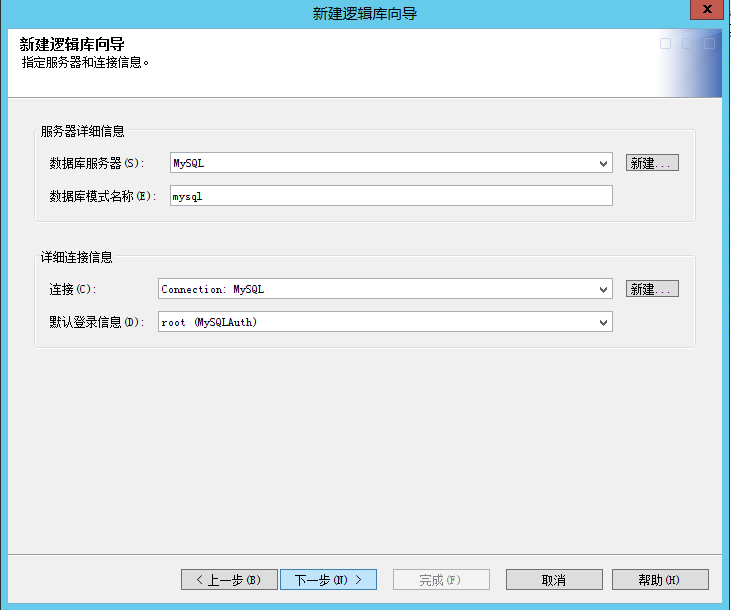 新建逻辑库向导
x
新建逻辑库向导
指定服务器和连接信息。
服务器详细信息
数据库服务器(S): MySQL 新建...
数据库模式名称(E): mysql
详细连接信息
连接(C): Connection: MySQL 新建...
默认登录信息(D): root (MySQLAuth)
< 上一步(B) 下一步(N) > 完成(F) 取消 帮助(H)